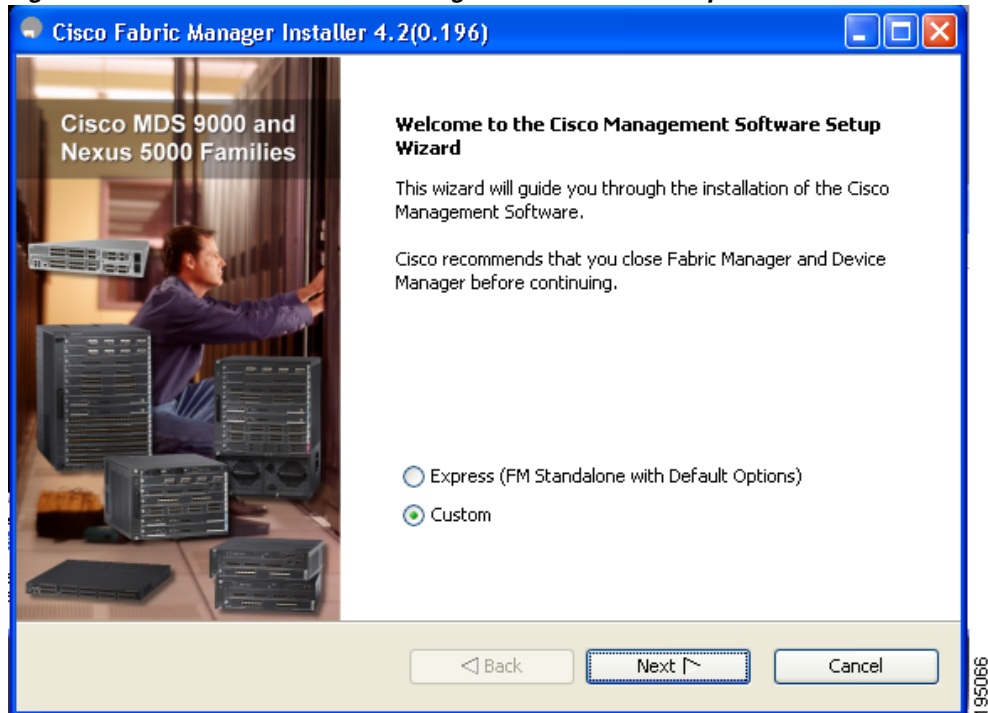 Cisco Fabric Manager Installer 4.2(0.196)
Cisco MDS 9000 and
Nexus 5000 Families
Welcome to the Cisco Management Software Setup
Wizard
This wizard will guide you through the installation of the Cisco
Management Software.
Cisco recommends that you close Fabric Manager and Device
Manager before continuing.
Express (FM Standalone with Default Options)
Custom
Back
Next
Cancel
195066